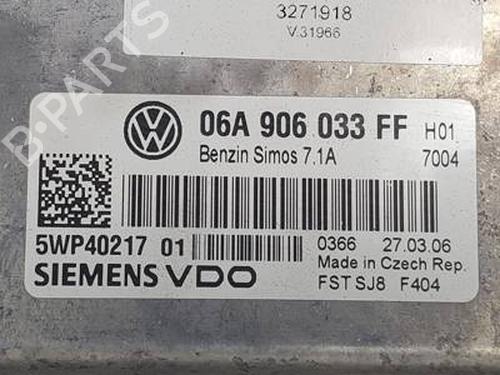 3271918
V.31966
B-PARTS
06A 906 033 FF H01
Benzin Simos 7.1A 7004
5WP40217 01 0366 27.03.06
SIEMENS VDO Made in Czech Rep.
FST SJ8 F404